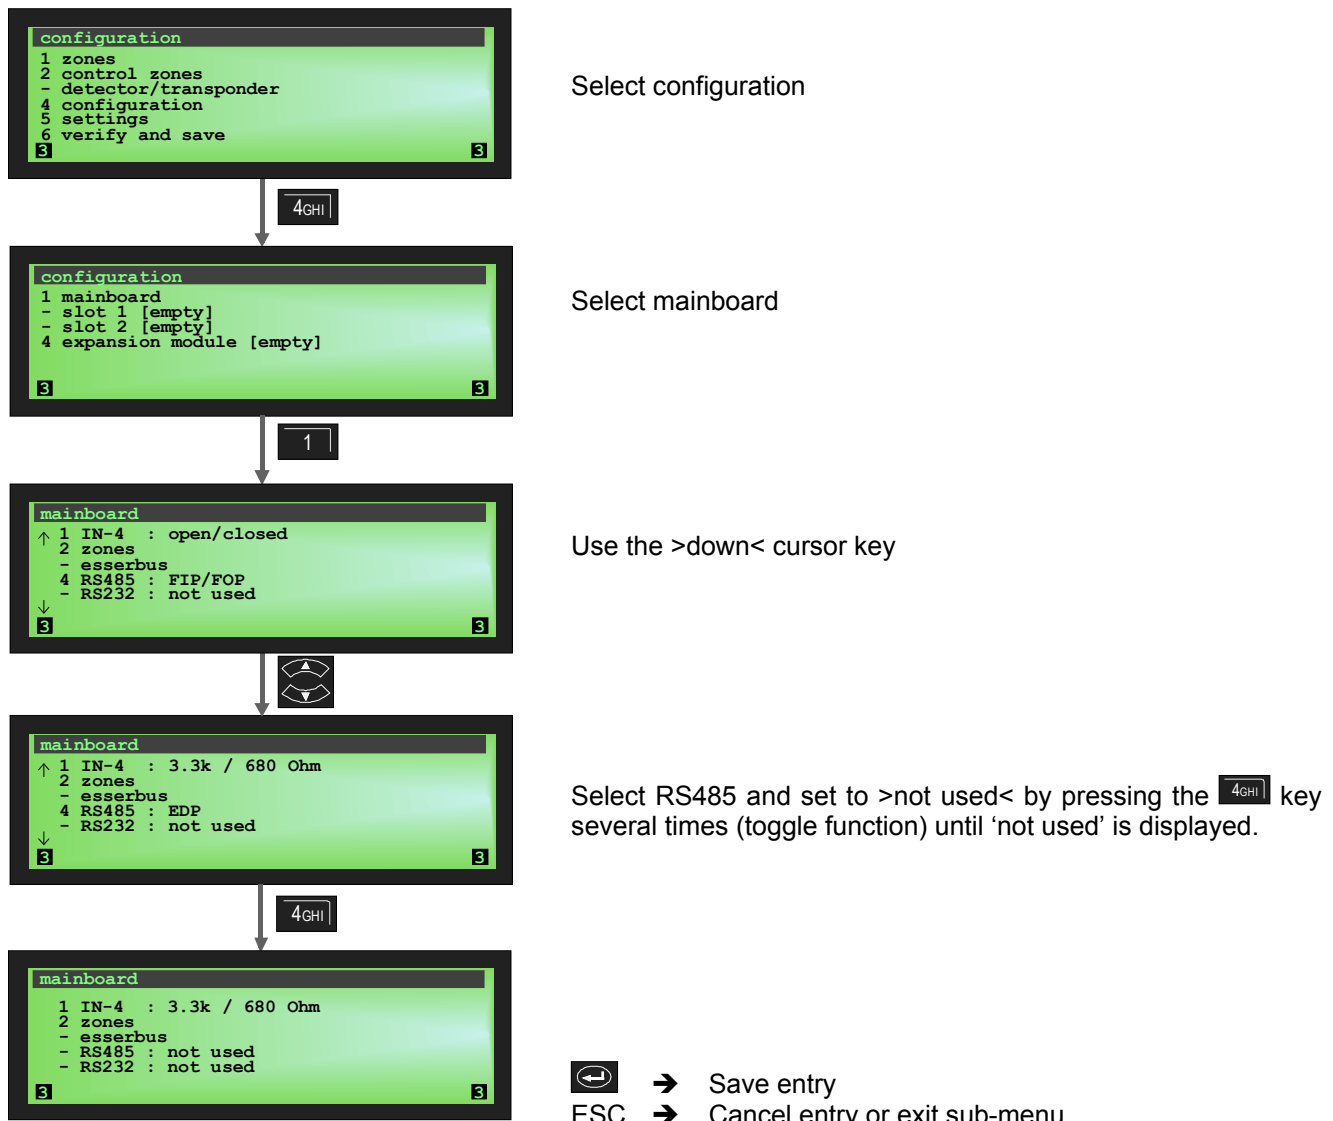 configuration
1 zones
2 control zones
- detector/transponder
4 configuration
5 settings
6 verify and save
3 3
Select configuration
4GHI
configuration
1 mainboard
- slot 1 [empty]
- slot 2 [empty]
4 expansion module [empty]
3 3
Select mainboard
1
mainboard
↑ 1 IN-4 : open/closed
2 zones
- esserbus
4 RS485 : FIP/FOP
- RS232 : not used
↓
3 3
Use the >down< cursor key
mainboard
↑ 1 IN-4 : 3.3k / 680 Ohm
2 zones
- esserbus
4 RS485 : EDP
- RS232 : not used
↓
3 3
Select RS485 and set to >not used< by pressing the 4GHI key
several times (toggle function) until ‘not used’ is displayed.
4GHI
mainboard
1 IN-4 : 3.3k / 680 Ohm
2 zones
- esserbus
- RS485 : not used
- RS232 : not used
3 3
➔ Save entry
ESC ➔ Cancel entry or exit sub-menu